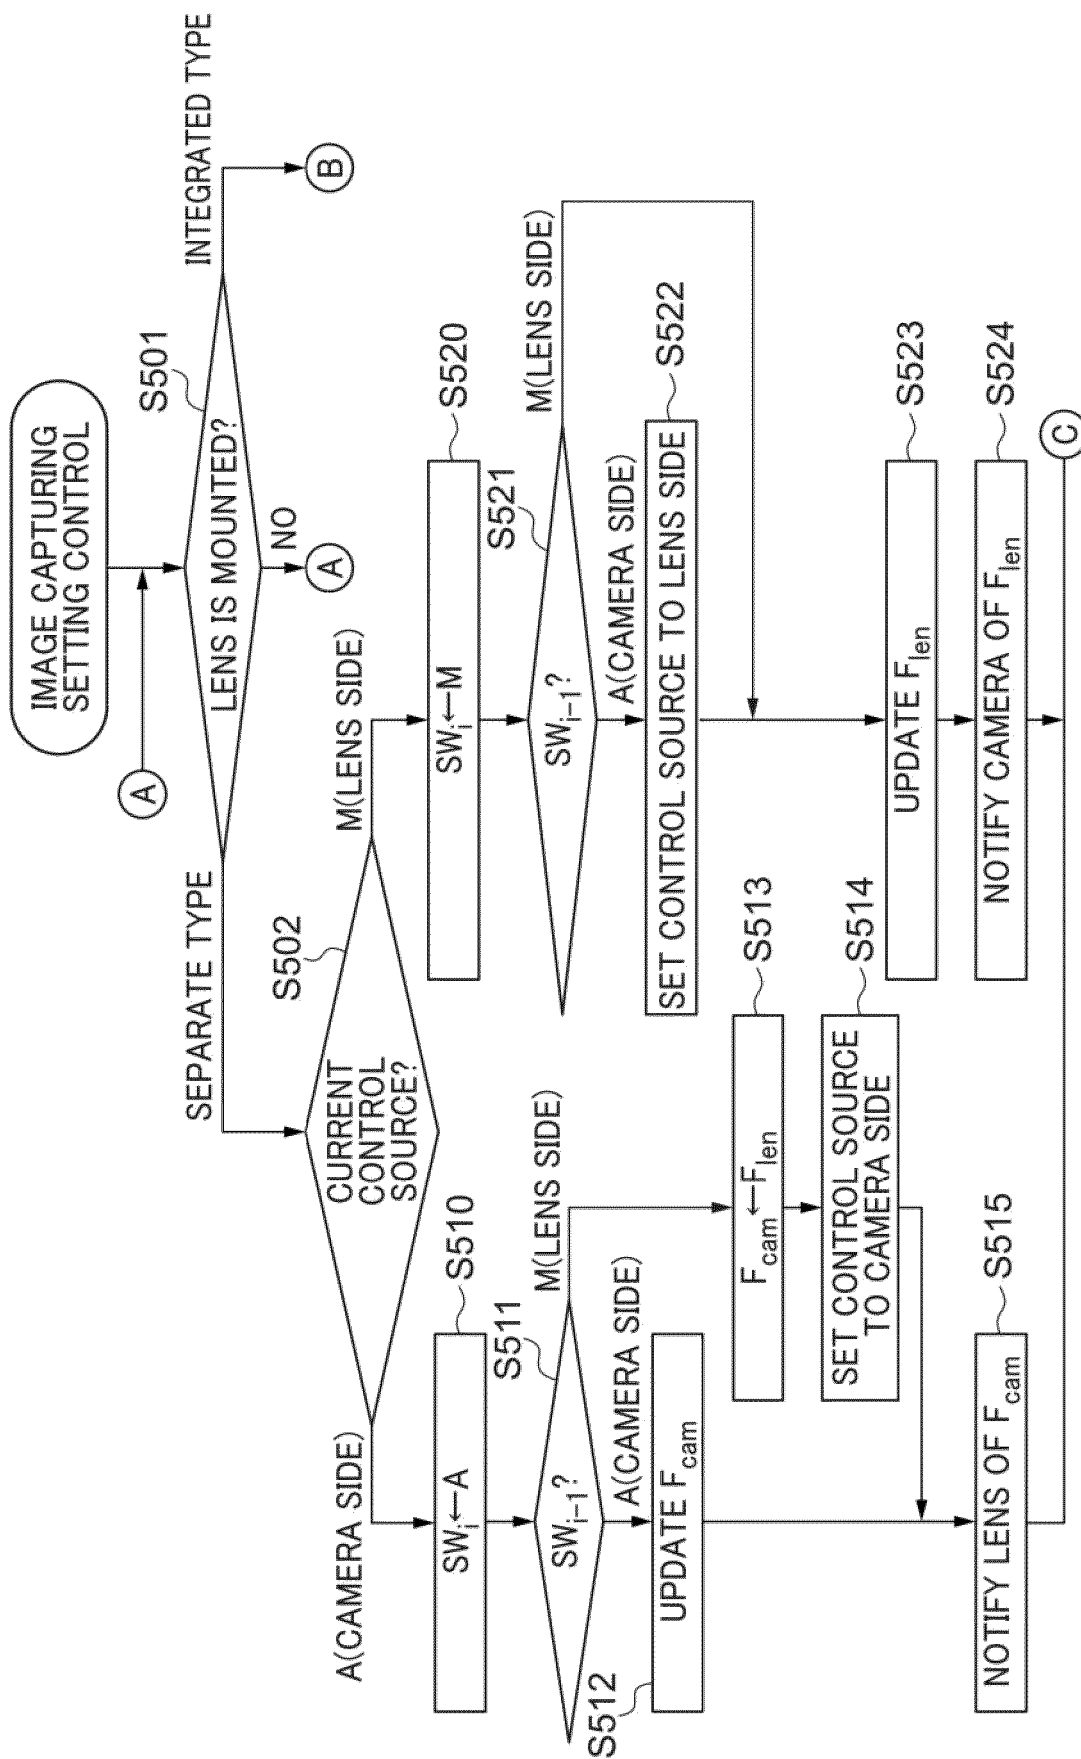 IMAGE CAPTURING
SETTING CONTROL
A
S501
LENS IS MOUNTED?
SEPARATE TYPE
INTEGRATED TYPE
NO
A
B
S502
CURRENT
CONTROL
SOURCE?
A(CAMERA SIDE)
M(LENS SIDE)
S510
SWi←A
S511
SWi−1?
M(LENS SIDE)
A(CAMERA SIDE)
S512
UPDATE Fcam
S513
Fcam←Flen
S514
SET CONTROL SOURCE
TO CAMERA SIDE
S515
NOTIFY LENS OF Fcam
S520
SWi←M
S521
SWi−1?
M(LENS SIDE)
A(CAMERA SIDE)
S522
SET CONTROL SOURCE TO LENS SIDE
S523
UPDATE Flen
S524
NOTIFY CAMERA OF Flen
C